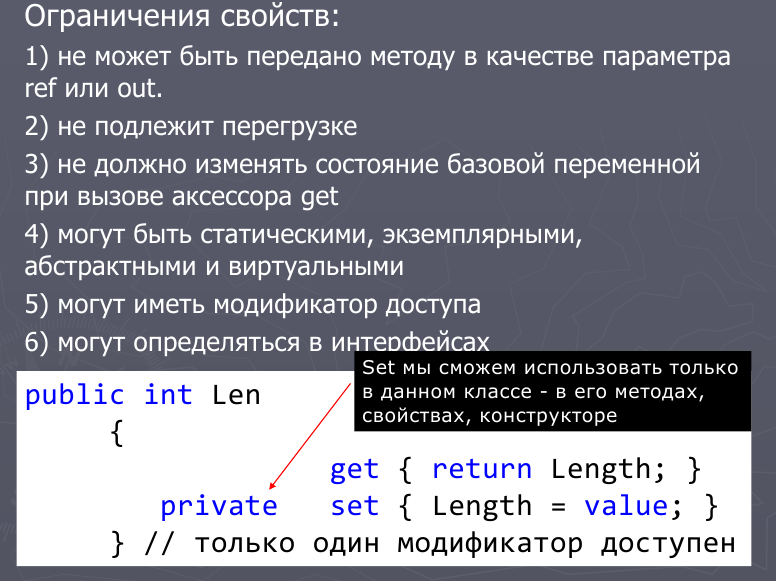 Ограничения свойств:
1) не может быть передано методу в качестве параметра
ref или out.
2) не подлежит перегрузке
3) не должно изменять состояние базовой переменной
при вызове аксессора get
4) могут быть статическими, экземплярными,
абстрактными и виртуальными
5) могут иметь модификатор доступа
6) могут определяться в интерфейсах
Set мы сможем использовать только
в данном классе - в его методах,
свойствах, конструкторе
public int Len
{
get { return Length; }
private set { Length = value; }
} // только один модификатор доступен